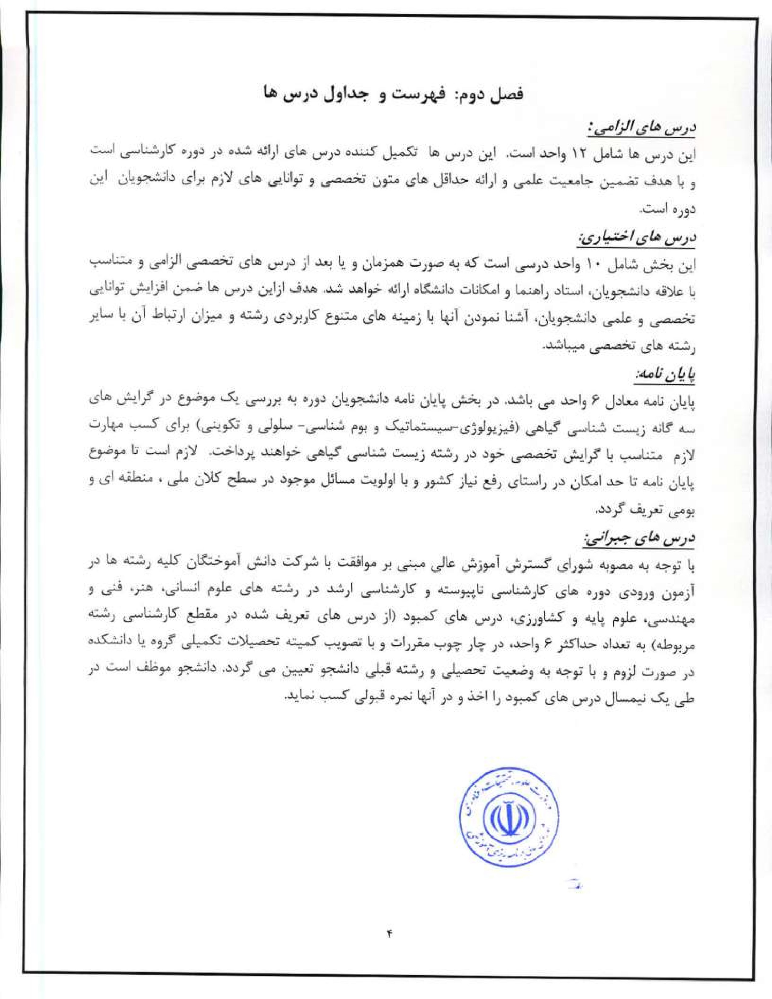 فصل دوم: فهرست و جداول درس ها
درس های الزامی:
این درس ها شامل ۱۲ واحد است. این درس ها تکمیل کننده درس های ارائه شده در دوره کارشناسی است
و با هدف تضمین جامعیت علمی و ارائه حداقل های متون تخصصی و توانایی های لازم برای دانشجویان این
دوره است.
درس های اختیاری:
این بخش شامل ۱۰ واحد درسی است که به صورت همزمان و یا بعد از درس های تخصصی الزامی و متناسب
با علاقه دانشجویان، استاد راهنما و امکانات دانشگاه ارائه خواهد شد. هدف ازاین درس ها ضمن افزایش توانایی
تخصصی و علمی دانشجویان، آشنا نمودن آنها با زمینه های متنوع کاربردی رشته و میزان ارتباط آن با سایر
رشته های تخصصی میباشد.
پایان نامه:
پایان نامه معادل ۶ واحد می باشد. در بخش پایان نامه دانشجویان دوره به بررسی یک موضوع در گرایش های
سه گانه زیست شناسی گیاهی (فیزیولوژی-سیستماتیک و بوم شناسی- سلولی و تکوینی) برای کسب مهارت
لازم متناسب با گرایش تخصصی خود در رشته زیست شناسی گیاهی خواهند پرداخت. لازم است تا موضوع
پایان نامه تا حد امکان در راستای رفع نیاز کشور و با اولویت مسائل موجود در سطح کلان ملی ، منطقه ای و
بومی تعریف گردد.
درس های جبرانی:
با توجه به مصوبه شورای گسترش آموزش عالی مبنی بر موافقت با شرکت دانش آموختگان کلیه رشته ها در
آزمون ورودی دوره های کارشناسی ناپیوسته و کارشناسی ارشد در رشته های علوم انسانی، هنر، فنی و
مهندسی، علوم پایه و کشاورزی، درس های کمبود (از درس های تعریف شده در مقطع کارشناسی رشته
مربوطه) به تعداد حداکثر ۶ واحد، در چار چوب مقررات و با تصویب کمیته تحصیلات تکمیلی گروه یا دانشکده
در صورت لزوم و با توجه به وضعیت تحصیلی و رشته قبلی دانشجو تعیین می گردد. دانشجو موظف است در
طی یک نیمسال درس های کمبود را اخذ و در آنها نمره قبولی کسب نماید.
۴